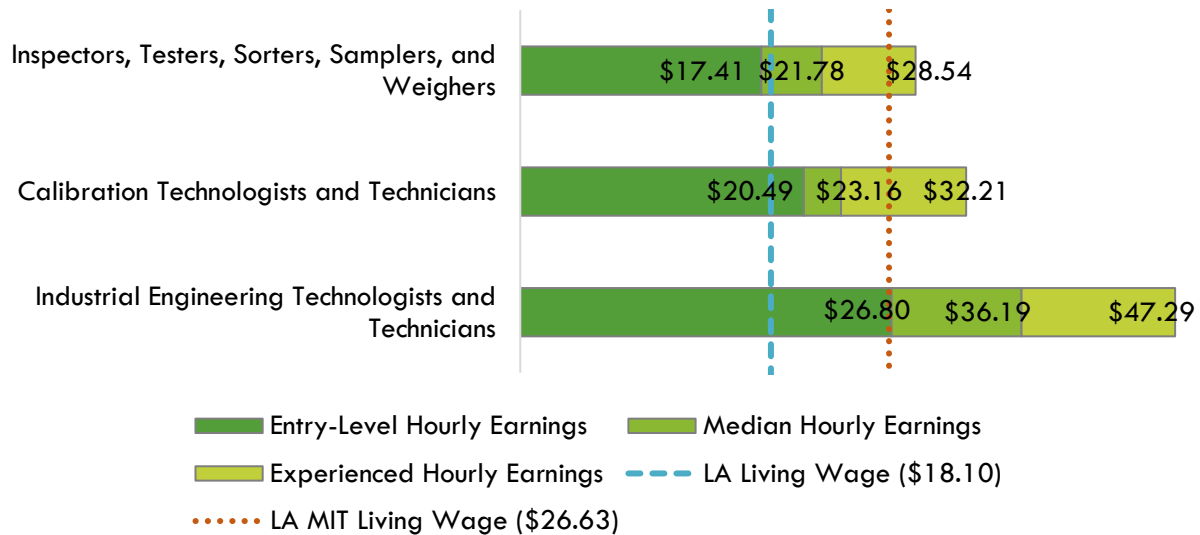 Inspectors, Testers, Sorters, Samplers, and
Weighers
$17.41 $21.78 $28.54
Calibration Technologists and Technicians
$20.49 $23.16 $32.21
Industrial Engineering Technologists and
Technicians
$26.80 $36.19 $47.29
Entry-Level Hourly Earnings Median Hourly Earnings
Experienced Hourly Earnings LA Living Wage ($18.10)
LA MIT Living Wage ($26.63)